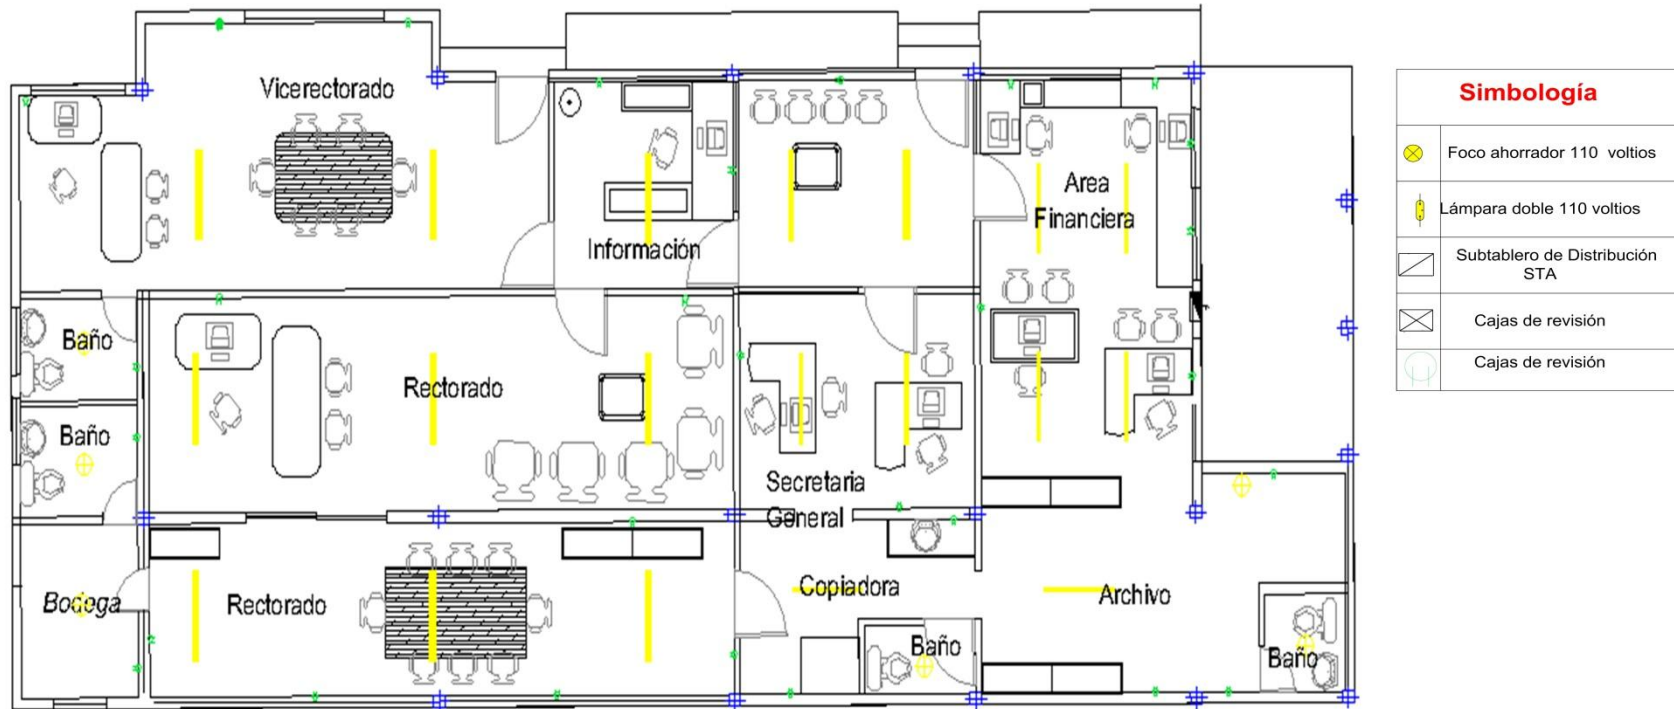 Vicerectorado
Información
Area
Financiera
Baño
Baño
Rectorado
Secretaria
General
Bodega
Rectorado
Copiadora
Archivo
Baño
Baño
Simbología
Foco ahorrador 110 voltios
Lámpara doble 110 voltios
Subtablero de Distribución
STA
Cajas de revisión
Cajas de revisión